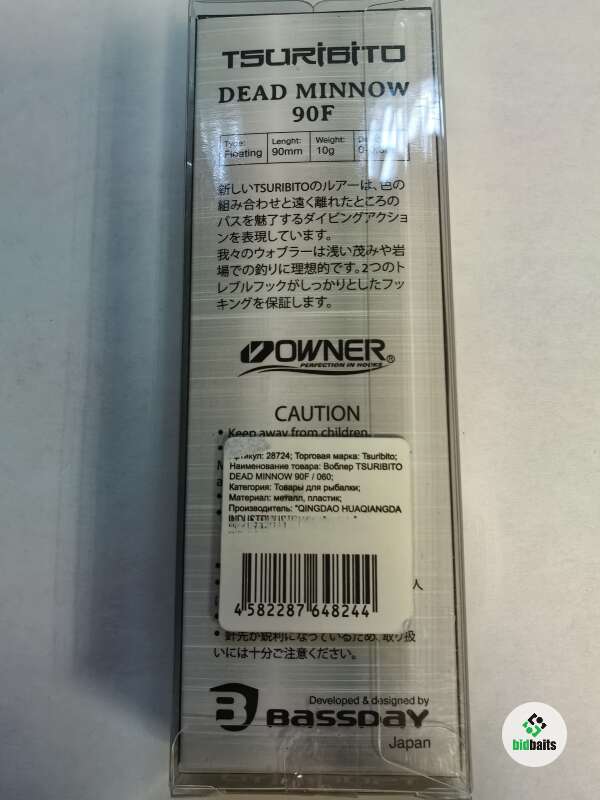 TSURIBITO
DEAD MINNOW
90F
Type: Lenght: Weight:
Floating 90mm 10g
新しいTSURIBITOのルアーは、色の
組み合わせと遠く離れたところの
バスを魅了するダイビングアクショ
ンを表現しています。
我々のウォブラーは浅い茂みや岩
場での釣りに理想的です。2つのト
レブルフックがしっかりとしたフッ
キングを保証します。
OWNER®
PERFECTION IN HOOKS
CAUTION
• Keep away from children.
Артикул: 28724; Торговая марка: Tsuribito;
Наименование товара: Воблер TSURIBITO
DEAD MINNOW 90F / 060;
Категория: Товары для рыбалки;
Материал: металл, пластик;
Производитель: "QINGDAO HUAQIANGDA
4 582287 648244
人
• 針先が鋭利になっているため、取り扱
いには十分ご注意ください。
Developed & designed by
BASSDAY
Japan
bidbaits